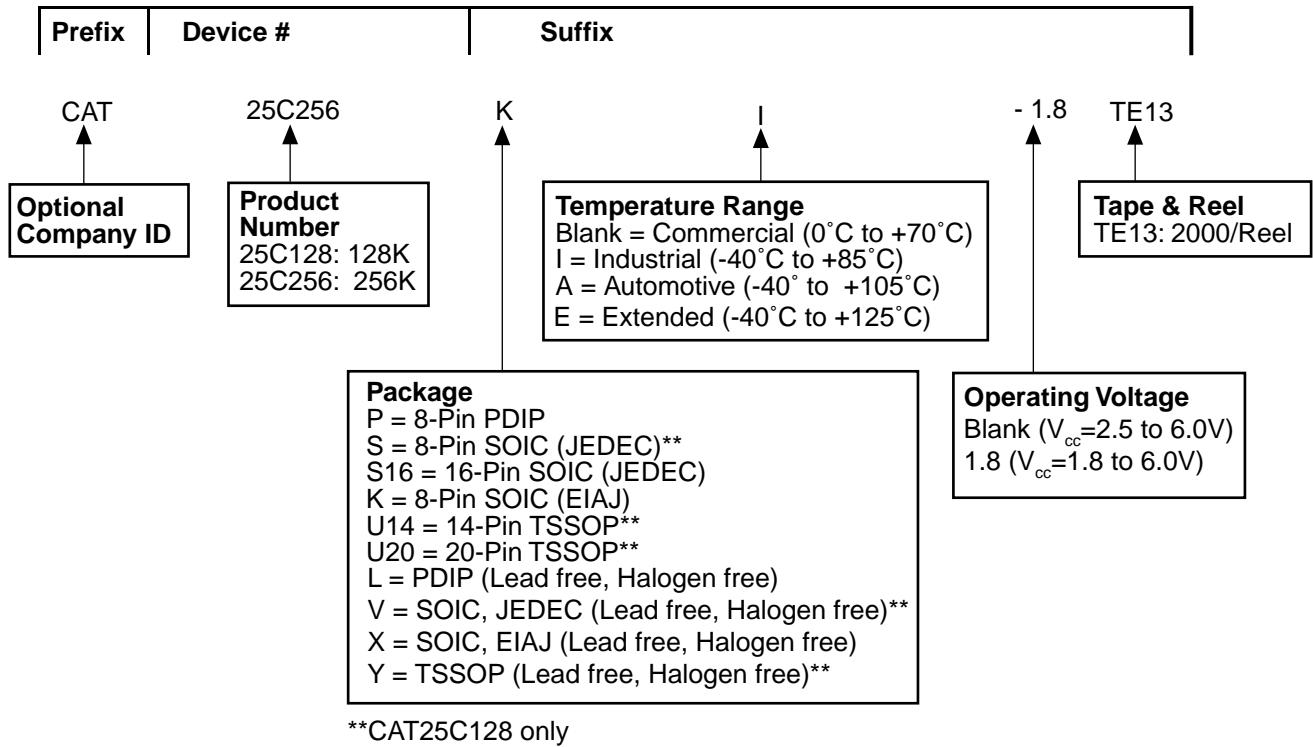 Prefix Device # Suffix
CAT 25C256 K I - 1.8 TE13
Optional
Company ID
Product
Number
25C128: 128K
25C256: 256K
Temperature Range
Blank = Commercial (0˚C to +70˚C)
I = Industrial (-40˚C to +85˚C)
A = Automotive (-40˚ to +105˚C)
E = Extended (-40˚C to +125˚C)
Tape & Reel
TE13: 2000/Reel
Package
P = 8-Pin PDIP
S = 8-Pin SOIC (JEDEC)**
S16 = 16-Pin SOIC (JEDEC)
K = 8-Pin SOIC (EIAJ)
U14 = 14-Pin TSSOP**
U20 = 20-Pin TSSOP**
L = PDIP (Lead free, Halogen free)
V = SOIC, JEDEC (Lead free, Halogen free)**
X = SOIC, EIAJ (Lead free, Halogen free)
Y = TSSOP (Lead free, Halogen free)**
Operating Voltage
Blank (Vcc=2.5 to 6.0V)
1.8 (Vcc=1.8 to 6.0V)
**CAT25C128 only